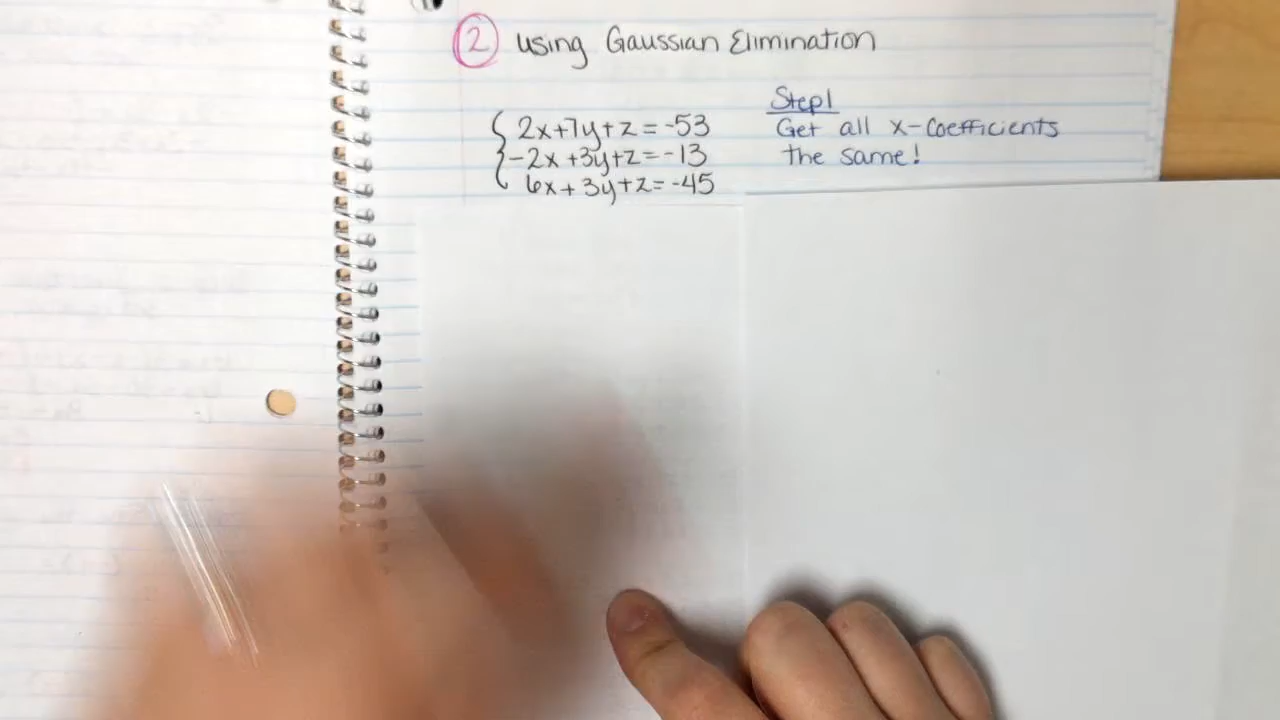 2 using Gaussian Elimination
Step 1
2x+7y+z=-53
Get all x-coefficients
-2x+3y+z=-13
the same!
6x+3y+z=-45